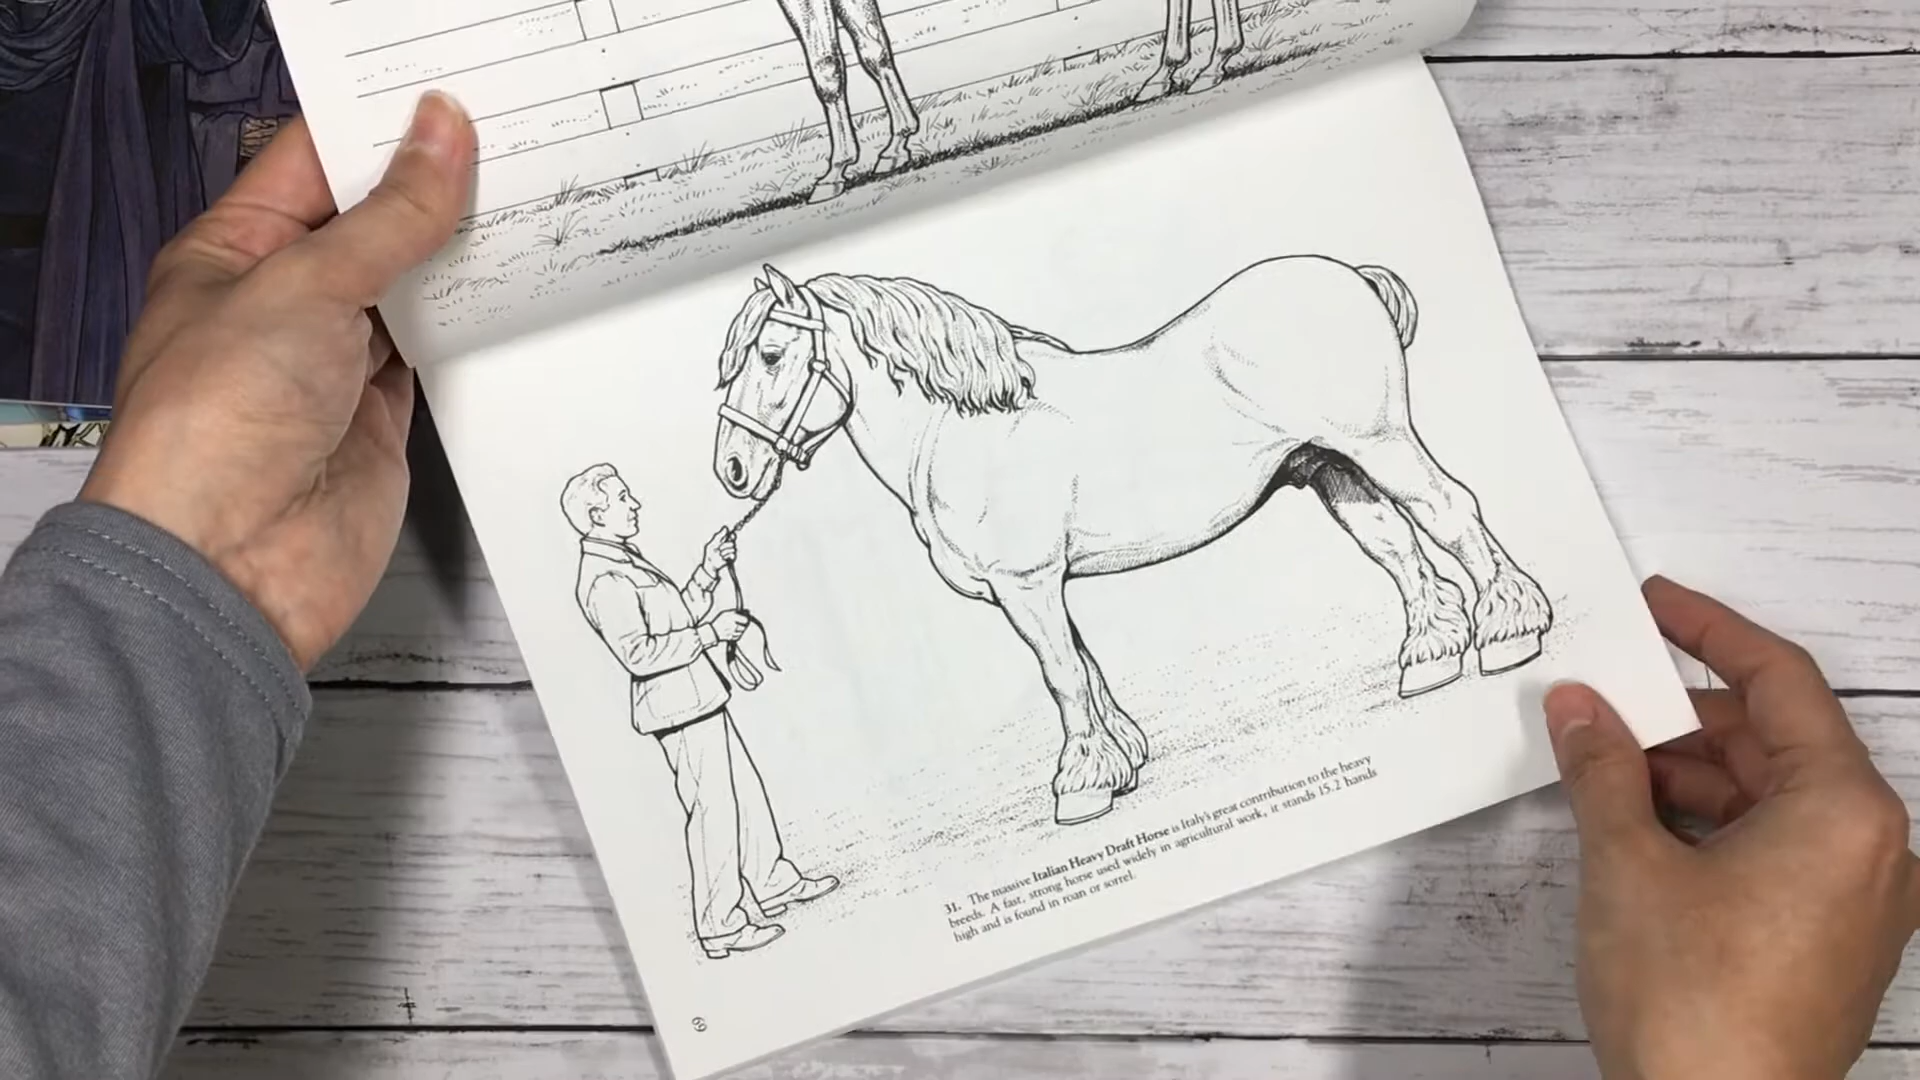 31. The massive Italian Heavy Draft Horse is Italy's great contribution to the heavy
breeds. A fast, strong horse used widely in agricultural work, it stands 15.2 hands
high and is found in roan or sorrel.